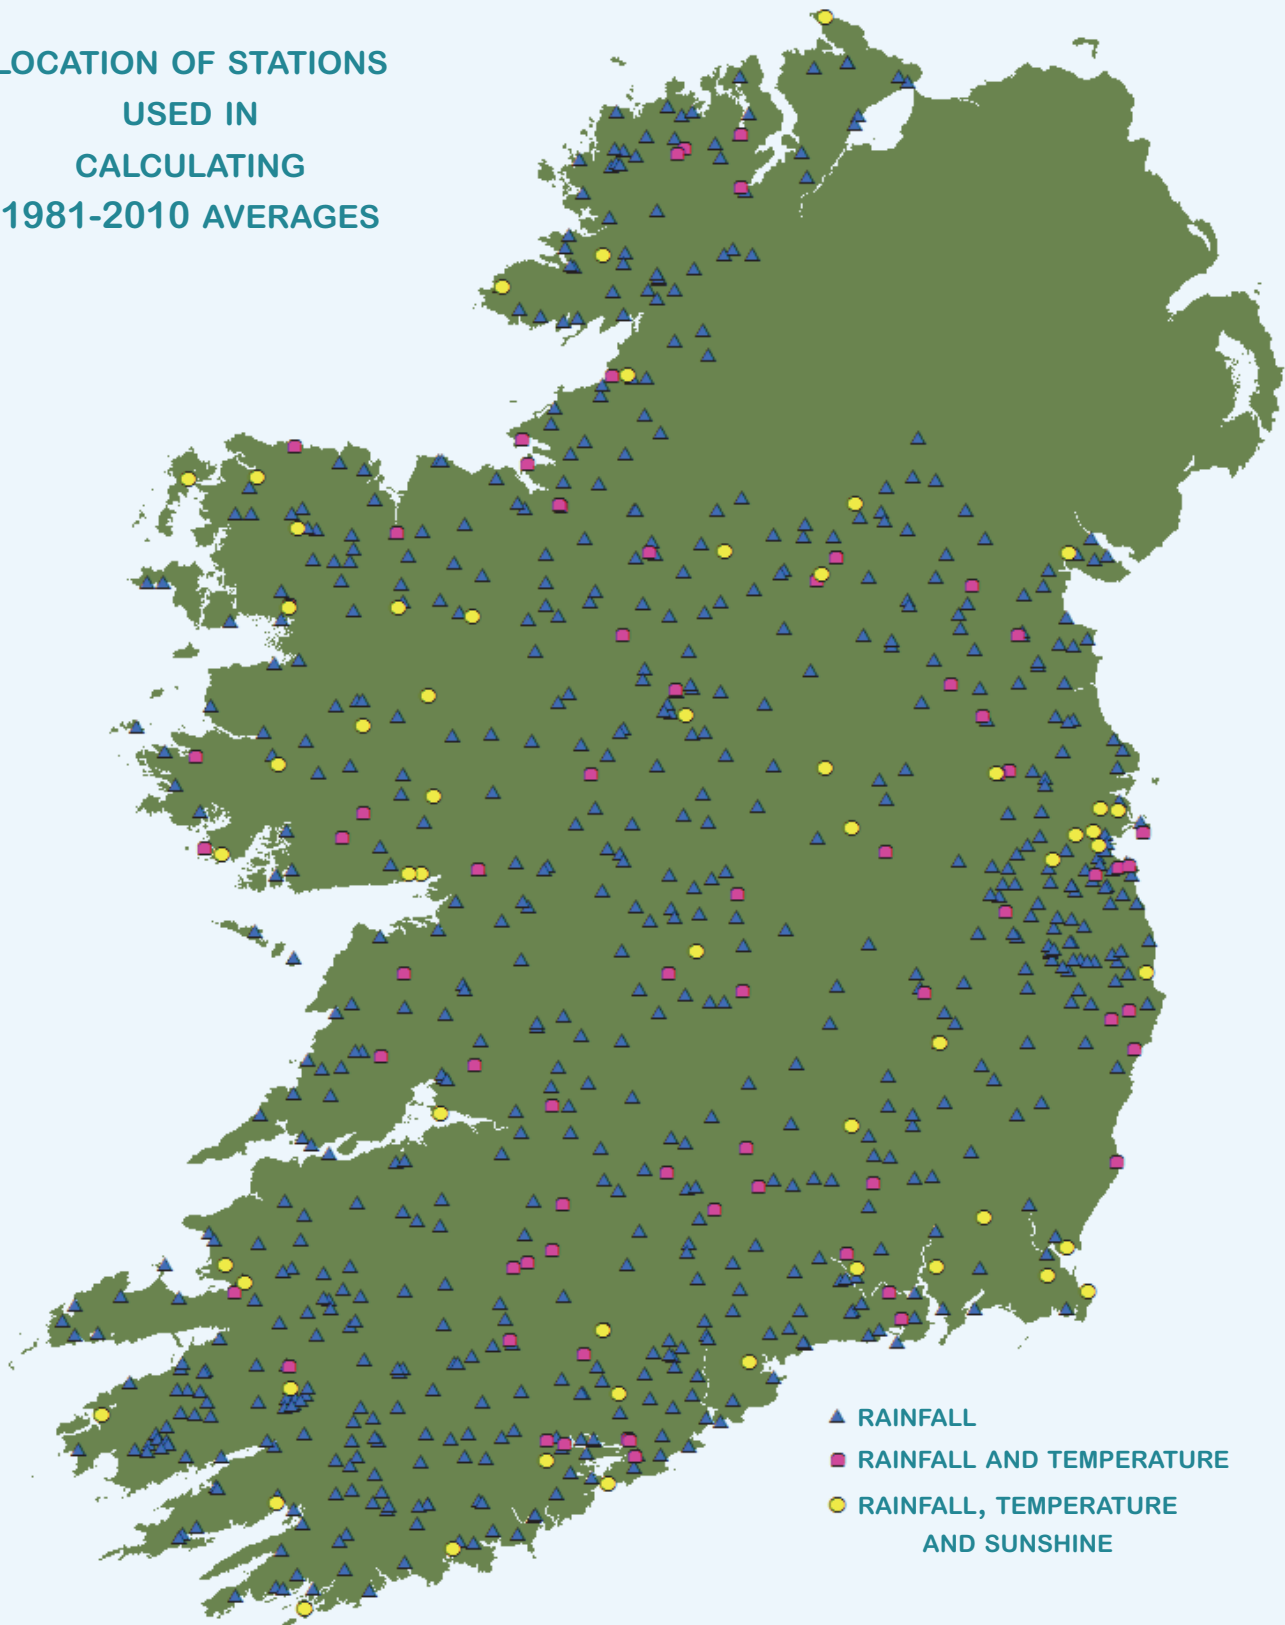 LOCATION OF STATIONS
USED IN
CALCULATING
1981-2010 AVERAGES
RAINFALL
RAINFALL AND TEMPERATURE
RAINFALL, TEMPERATURE
AND SUNSHINE